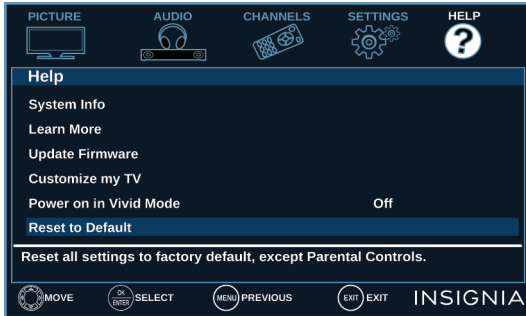 PICTURE AUDIO CHANNELS SETTINGS HELP
?
Help
System Info
Learn More
Update Firmware
Customize my TV
Power on in Vivid Mode Off
Reset to Default
Reset all settings to factory default, except Parental Controls.
MOVE OK ENTER SELECT MENU PREVIOUS EXIT EXIT INSIGNIA